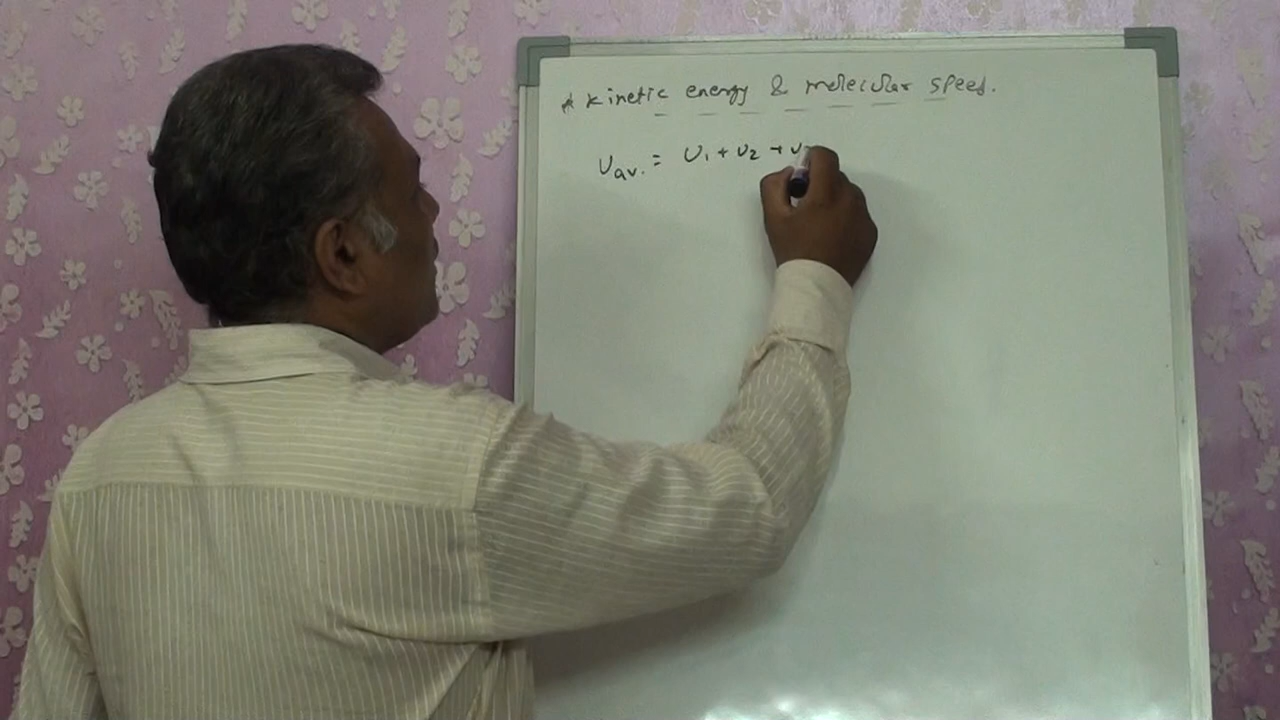 * kinetic energy & molecular speed.
Uav. = U1 + U2 + U